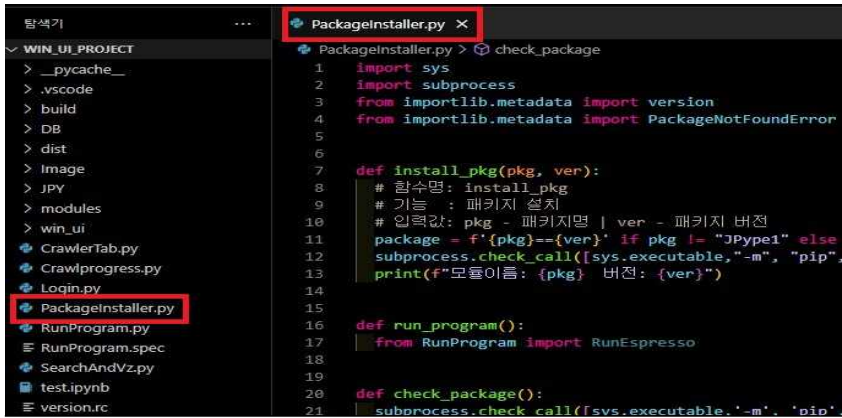 탐색기 ···
WIN_UI_PROJECT
> __pycache__
> .vscode
> build
> DB
> dist
> Image
> JPY
> modules
> win_ui
CrawlerTab.py
Crawlprogress.py
Login.py
PackageInstaller.py
RunProgram.py
RunProgram.spec
SearchAndVz.py
test.ipynb
version.rc
PackageInstaller.py ×
PackageInstaller.py > check_package
1 import sys
2 import subprocess
3 from importlib.metadata import version
4 from importlib.metadata import PackageNotFoundError
5
6
7 def install_pkg(pkg, ver):
8 # 함수명: install_pkg
9 # 기능 : 패키지 설치
10 # 입력값: pkg - 패키지명 | ver - 패키지 버전
11 package = f'{pkg}=={ver}' if pkg != "JPype1" else
12 subprocess.check_call([sys.executable,"-m", "pip",
13 print(f"모듈이름: {pkg} 버전: {ver}")
14
15
16 def run_program():
17 from RunProgram import RunEspresso
18
19
20 def check_package():
21 subprocess.check_call([sys.executable,'-m', 'pip',